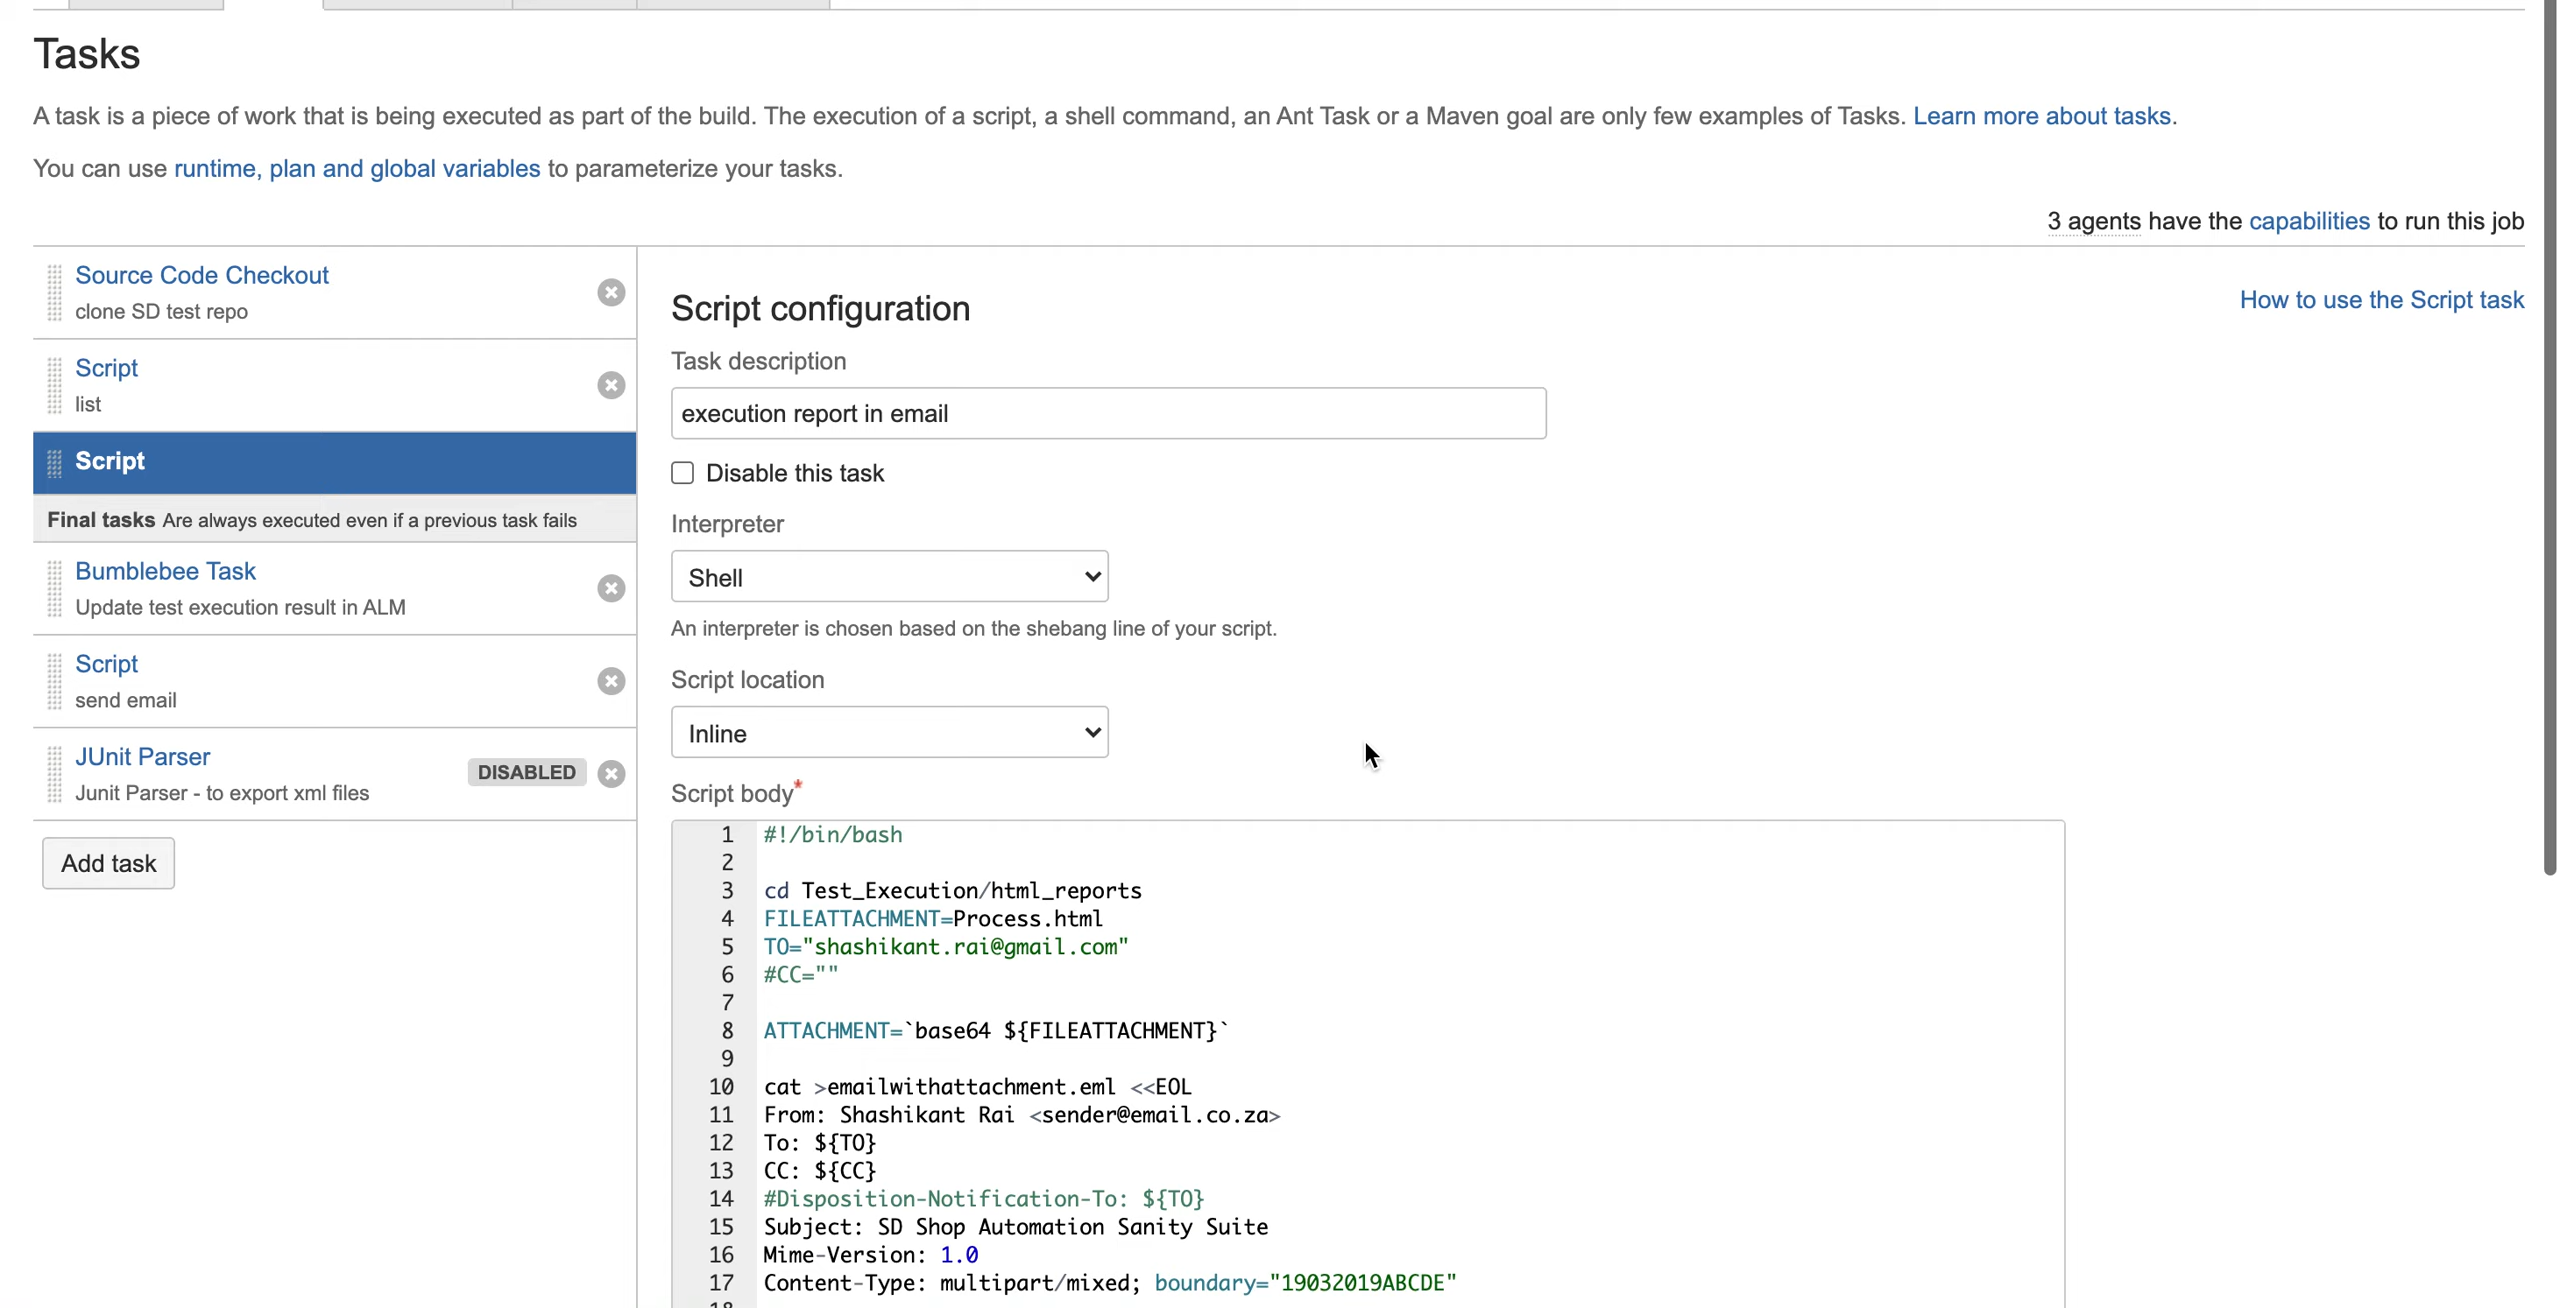 Tasks
A task is a piece of work that is being executed as part of the build. The execution of a script, a shell command, an Ant Task or a Maven goal are only few examples of Tasks. Learn more about tasks.
You can use runtime, plan and global variables to parameterize your tasks.
3 agents have the capabilities to run this job
Source Code Checkout
clone SD test repo
Script
list
Script
Final tasks Are always executed even if a previous task fails
Bumblebee Task
Update test execution result in ALM
Script
send email
JUnit Parser
DISABLED
Junit Parser - to export xml files
Add task
Script configuration
How to use the Script task
Task description
execution report in email
Disable this task
Interpreter
Shell
An interpreter is chosen based on the shebang line of your script.
Script location
Inline
Script body*
1 #!/bin/bash
2
3 cd Test_Execution/html_reports
4 FILEATTACHMENT=Process.html
5 TO="shashikant.rai@gmail.com"
6 #CC=""
7
8 ATTACHMENT=`base64 ${FILEATTACHMENT}`
9
10 cat >emailwithattachment.eml <<EOL
11 From: Shashikant Rai <sender@email.co.za>
12 To: ${TO}
13 CC: ${CC}
14 #Disposition-Notification-To: ${TO}
15 Subject: SD Shop Automation Sanity Suite
16 Mime-Version: 1.0
17 Content-Type: multipart/mixed; boundary="19032019ABCDE"